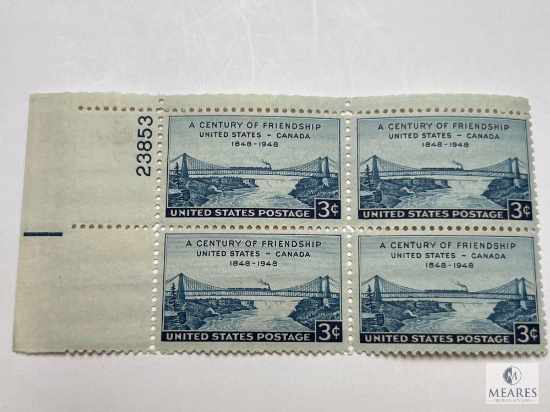 23853
A CENTURY OF FRIENDSHIP
UNITED STATES - CANADA
1848-1948
UNITED STATES POSTAGE 3¢
A CENTURY OF FRIENDSHIP
UNITED STATES - CANADA
1848-1948
UNITED STATES POSTAGE 3¢
A CENTURY OF FRIENDSHIP
UNITED STATES - CANADA
1848-1948
UNITED STATES POSTAGE 3¢
A CENTURY OF FRIENDSHIP
UNITED STATES - CANADA
1848-1948
UNITED STATES POSTAGE 3¢
M
MEARES